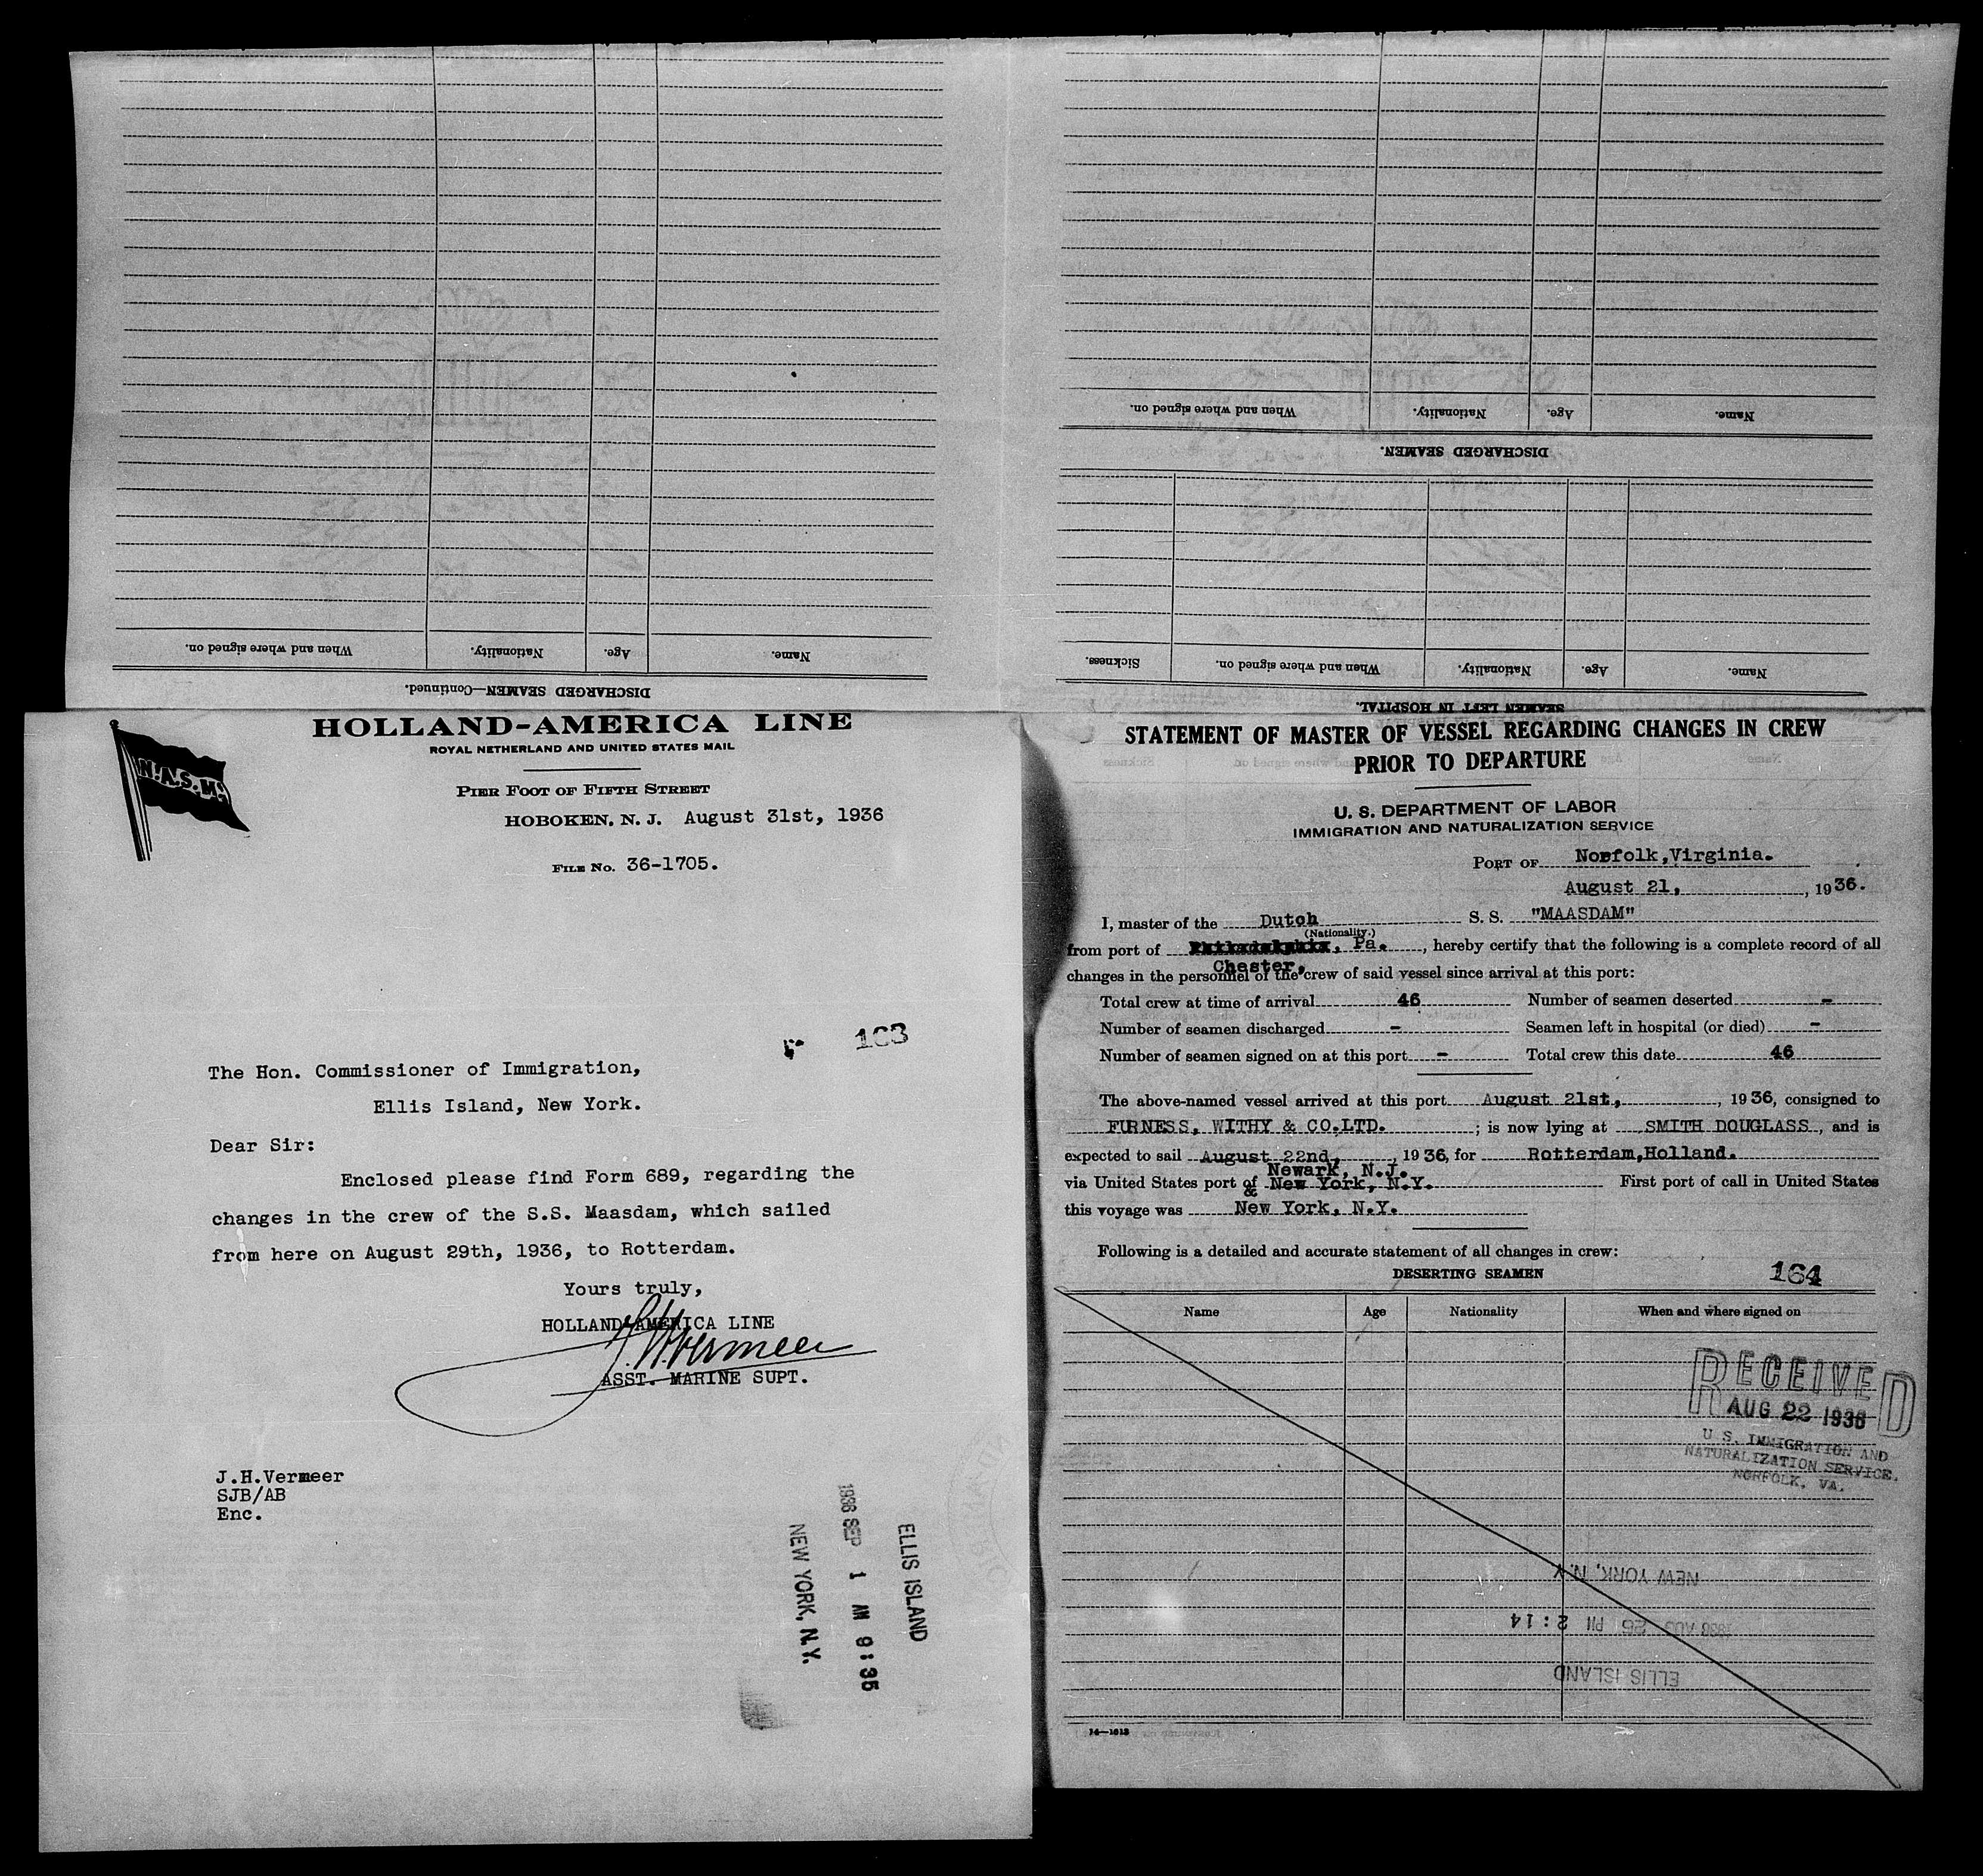 DISCHARGED SEAMEN—Continued.
Name.
Age.
Nationality.
When and where signed on.
SEAMEN LEFT IN HOSPITAL.
Name.
Age.
Nationality.
When and where signed on.
Sickness.
DISCHARGED SEAMEN.
Name.
Age.
Nationality.
When and where signed on.
N.A.S.M.
HOLLAND-AMERICA LINE
ROYAL NETHERLAND AND UNITED STATES MAIL
PIER FOOT OF FIFTH STREET
HOBOKEN, N. J. August 31st, 1936
FILE No. 36-1705.
163
The Hon. Commissioner of Immigration,
Ellis Island, New York.
Dear Sir:
Enclosed please find Form 689, regarding the
changes in the crew of the S.S. Maasdam, which sailed
from here on August 29th, 1936, to Rotterdam.
Yours truly,
HOLLAND-AMERICA LINE
J.H.Vermeer
ASST. MARINE SUPT.
J.H.Vermeer
SJB/AB
Enc.
ELLIS ISLAND
1936 SEP 1 AM 9:35
NEW YORK, N.Y.
STATEMENT OF MASTER OF VESSEL REGARDING CHANGES IN CREW
PRIOR TO DEPARTURE
U. S. DEPARTMENT OF LABOR
IMMIGRATION AND NATURALIZATION SERVICE
PORT OF Norfolk,Virginia.
August 21, , 1936.
I, master of the Dutch S. S. "MAASDAM"
(Nationality.)
from port of Philadelphia, Pa. , hereby certify that the following is a complete record of all
Chester,
changes in the personnel of the crew of said vessel since arrival at this port:
Total crew at time of arrival 46 Number of seamen deserted -
Number of seamen discharged - Seamen left in hospital (or died) -
Number of seamen signed on at this port - Total crew this date 46
The above-named vessel arrived at this port August 21st, , 1936, consigned to
FURNESS, WITHY & CO.LTD. ; is now lying at SMITH DOUGLASS , and is
expected to sail August 22nd, , 1936, for Rotterdam,Holland.
Newark, N.J.
via United States port of New York, N.Y. First port of call in United States
&
this voyage was New York, N.Y.
Following is a detailed and accurate statement of all changes in crew:
DESERTING SEAMEN
164
Name Age Nationality When and where signed on
RECEIVED
AUG 22 1936
U S. IMMIGRATION AND
NATURALIZATION SERVICE.
NORFOLK, VA.
ELLIS ISLAND
1936 AUG 26 PM 2:14
NEW YORK, N.Y.
14—1613